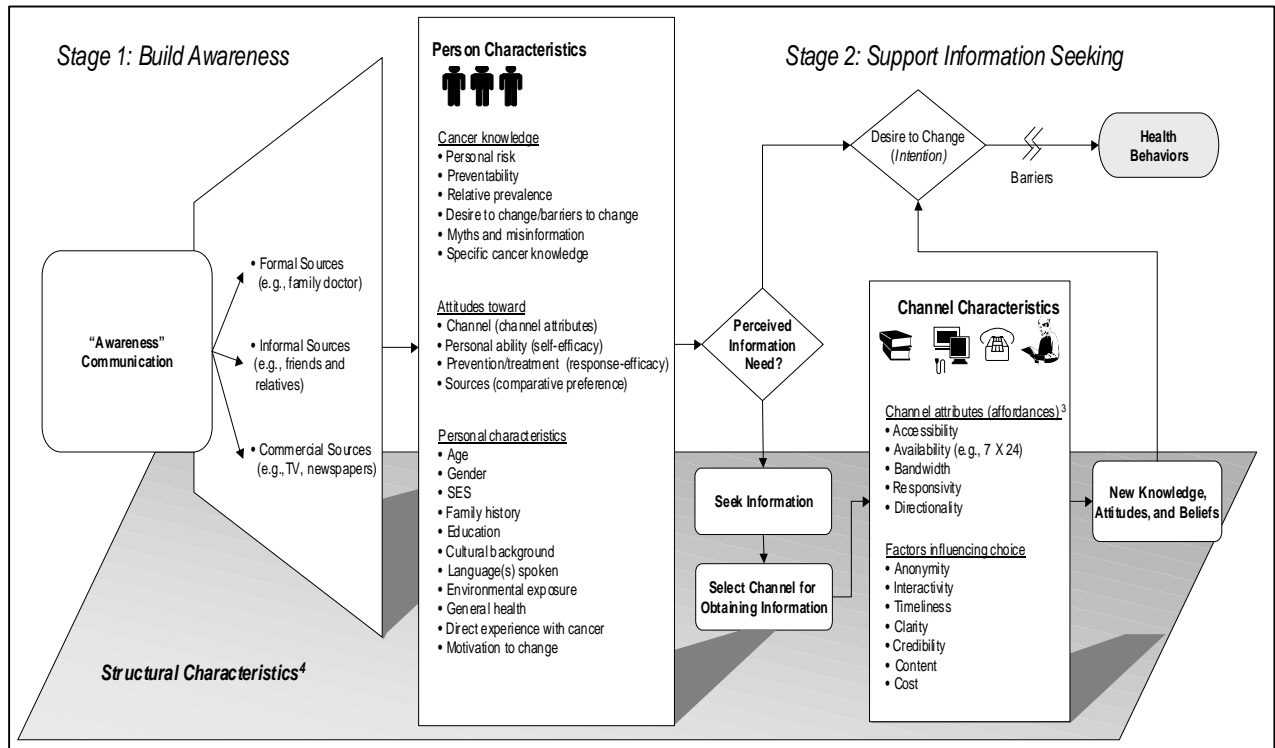 Stage 1: Build Awareness
“Awareness”
Communication
• Formal Sources
(e.g., family doctor)
• Informal Sources
(e.g., friends and
relatives)
• Commercial Sources
(e.g., TV, newspapers)
Structural Characteristics4
Person Characteristics
Cancer knowledge
• Personal risk
• Preventability
• Relative prevalence
• Desire to change/barriers to change
• Myths and misinformation
• Specific cancer knowledge
Attitudes toward
• Channel (channel attributes)
• Personal ability (self-efficacy)
• Prevention/treatment (response-efficacy)
• Sources (comparative preference)
Personal characteristics
• Age
• Gender
• SES
• Family history
• Education
• Cultural background
• Language(s) spoken
• Environmental exposure
• General health
• Direct experience with cancer
• Motivation to change
Stage 2: Support Information Seeking
Perceived
Information
Need?
Desire to Change
(Intention)
Barriers
Health
Behaviors
Seek Information
Select Channel for
Obtaining Information
Channel Characteristics
Channel attributes (affordances)3
• Accessibility
• Availability (e.g., 7 X 24)
• Bandwidth
• Responsivity
• Directionality
Factors influencing choice
• Anonymity
• Interactivity
• Timeliness
• Clarity
• Credibility
• Content
• Cost
New Knowledge,
Attitudes, and Beliefs